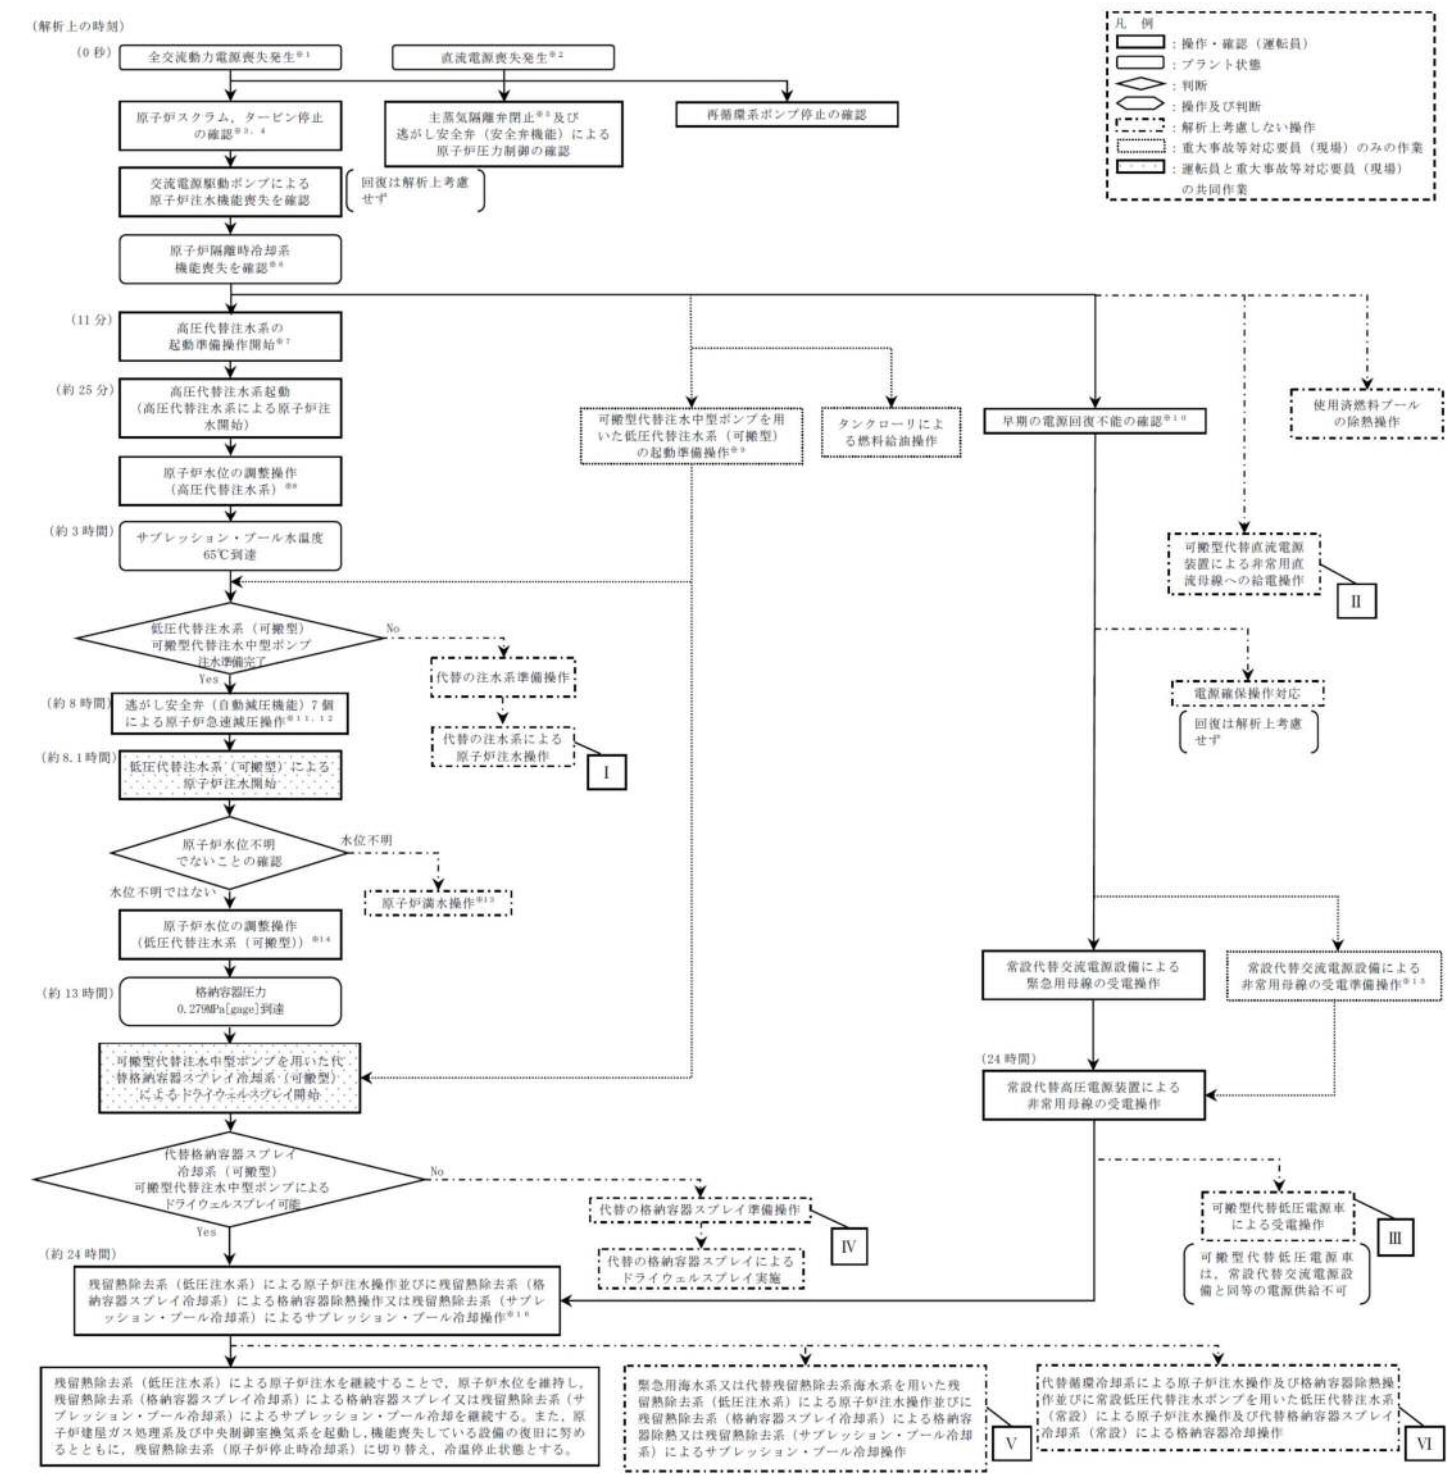 (解析上の時刻)
(0 秒)
全交流動力電源喪失発生※1
直流電源喪失発生※2
凡 例
:操作・確認(運転員)
:プラント状態
:判断
:操作及び判断
:解析上考慮しない操作
:重大事故等対応要員(現場)のみの作業
:運転員と重大事故等対応要員(現場)
の共同作業
原子炉スクラム,タービン停止
の確認※3,4
主蒸気隔離弁閉止※5及び
逃がし安全弁(安全弁機能)による
原子炉圧力制御の確認
再循環系ポンプ停止の確認
交流電源駆動ポンプによる
原子炉注水機能喪失を確認
回復は解析上考慮
せず
原子炉隔離時冷却系
機能喪失を確認※6
(11 分)
高圧代替注水系の
起動準備操作開始※7
(約 25 分)
高圧代替注水系起動
(高圧代替注水系による原子炉注
水開始)
可搬型代替注水中型ポンプを用
いた低圧代替注水系(可搬型)
の起動準備操作※9
タンクローリによ
る燃料給油操作
早期の電源回復不能の確認※10
使用済燃料プール
の除熱操作
原子炉水位の調整操作
(高圧代替注水系)※8
(約 3 時間)
サプレッション・プール水温度
65℃到達
可搬型代替直流電源
装置による非常用直
流母線への給電操作
Ⅱ
低圧代替注水系(可搬型)
可搬型代替注水中型ポンプ
注水準備完了
No
Yes
代替の注水系準備操作
電源確保操作対応
回復は解析上考慮
せず
(約 8 時間)
逃がし安全弁(自動減圧機能)7 個
による原子炉急速減圧操作※11,12
代替の注水系による
原子炉注水操作
Ⅰ
(約 8.1 時間)
低圧代替注水系(可搬型)による
原子炉注水開始
原子炉水位不明
でないことの確認
水位不明
水位不明ではない
原子炉満水操作※13
原子炉水位の調整操作
(低圧代替注水系(可搬型))※14
常設代替交流電源設備による
緊急用母線の受電操作
常設代替交流電源設備による
非常用母線の受電準備操作※15
(約 13 時間)
格納容器圧力
0.279MPa[gage]到達
可搬型代替注水中型ポンプを用いた代
替格納容器スプレイ冷却系(可搬型)
によるドライウェルスプレイ開始
(24 時間)
常設代替高圧電源装置による
非常用母線の受電操作
代替格納容器スプレイ
冷却系(可搬型)
可搬型代替注水中型ポンプによる
ドライウェルスプレイ可能
No
Yes
代替の格納容器スプレイ準備操作
Ⅳ
代替の格納容器スプレイによる
ドライウェルスプレイ実施
可搬型代替低圧電源車
による受電操作
Ⅲ
可搬型代替低圧電源車
は,常設代替交流電源設
備と同等の電源供給不可
(約 24 時間)
残留熱除去系(低圧注水系)による原子炉注水操作並びに残留熱除去系(格
納容器スプレイ冷却系)による格納容器除熱操作又は残留熱除去系(サプレ
ッション・プール冷却系)によるサプレッション・プール冷却操作※16
残留熱除去系(低圧注水系)による原子炉注水を継続することで,原子炉水位を維持し,
残留熱除去系(格納容器スプレイ冷却系)による格納容器スプレイ又は残留熱除去系(サ
プレッション・プール冷却系)によるサプレッション・プール冷却を継続する。また,原
子炉建屋ガス処理系及び中央制御室換気系を起動し,機能喪失している設備の復旧に努め
るとともに,残留熱除去系(原子炉停止時冷却系)に切り替え,冷温停止状態とする。
緊急用海水系又は代替残留熱除去系海水系を用いた残
留熱除去系(低圧注水系)による原子炉注水操作並びに
残留熱除去系(格納容器スプレイ冷却系)による格納容
器除熱又は残留熱除去系(サプレッション・プール冷却
系)によるサプレッション・プール冷却操作
Ⅴ
代替循環冷却系による原子炉注水操作及び格納容器除熱操
作並びに常設低圧代替注水ポンプを用いた低圧代替注水系
(常設)による原子炉注水操作及び代替格納容器スプレイ
冷却系(常設)による格納容器冷却操作
Ⅵ